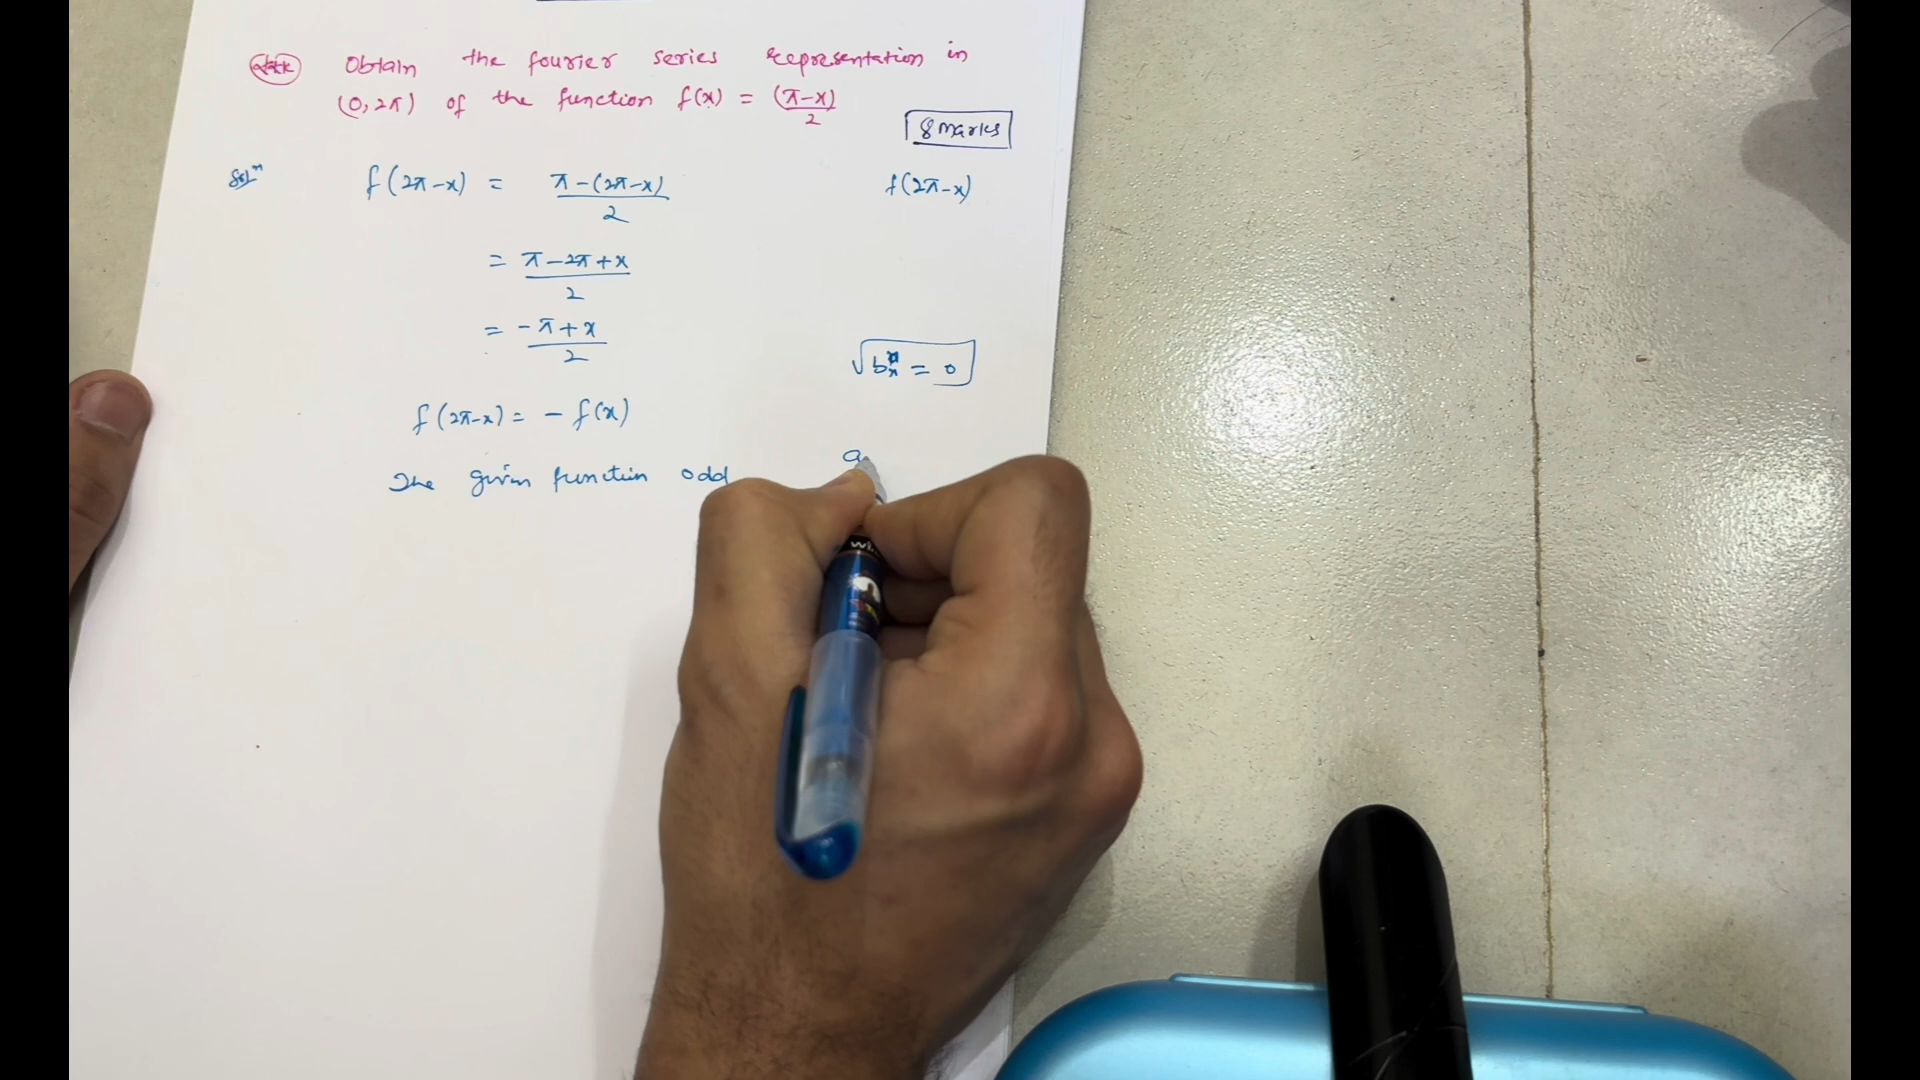 Obtain the fourier series representation in
(0, 2π) of the function f(x) = (π-x)/2
8 marks
Solⁿ f(2π-x) = π-(2π-x)/2 f(2π-x)
= π-2π+x/2
= -π+x/2
= 0
f(2π-x) = - f(x)
The given function odd
a